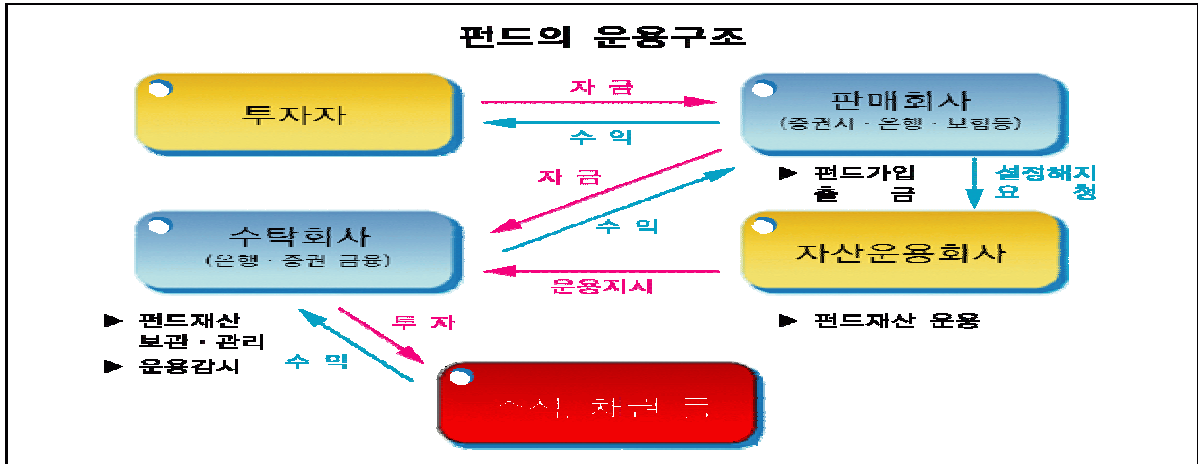 펀드의 운용구조
투자자
자 금
수 익
판매회사
(증권시 · 은행 · 보험등)
▶ 펀드가입
출 금
설정해지
요 청
자 금
수 익
수탁회사
(은행 · 증권 금융)
운용지시
자산운용회사
▶ 펀드재산
보관 · 관리
▶ 운용감시
투 자
수 익
▶ 펀드재산 운용
채권 등